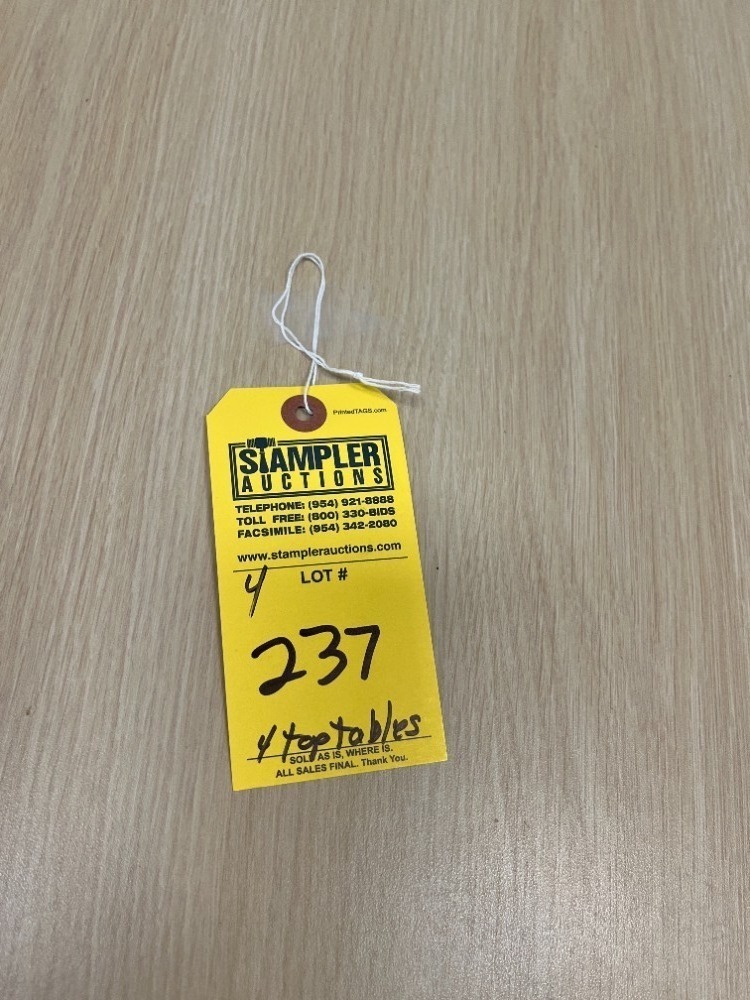 PrintedTAGS.com
STAMPLER
AUCTIONS
TELEPHONE: (954) 921-8888
TOLL FREE: (800) 330-BIDS
FACSIMILE: (954) 342-2080
www.stamplerauctions.com
4 LOT #
237
4 top tables
SOLD AS IS, WHERE IS.
ALL SALES FINAL. Thank You.